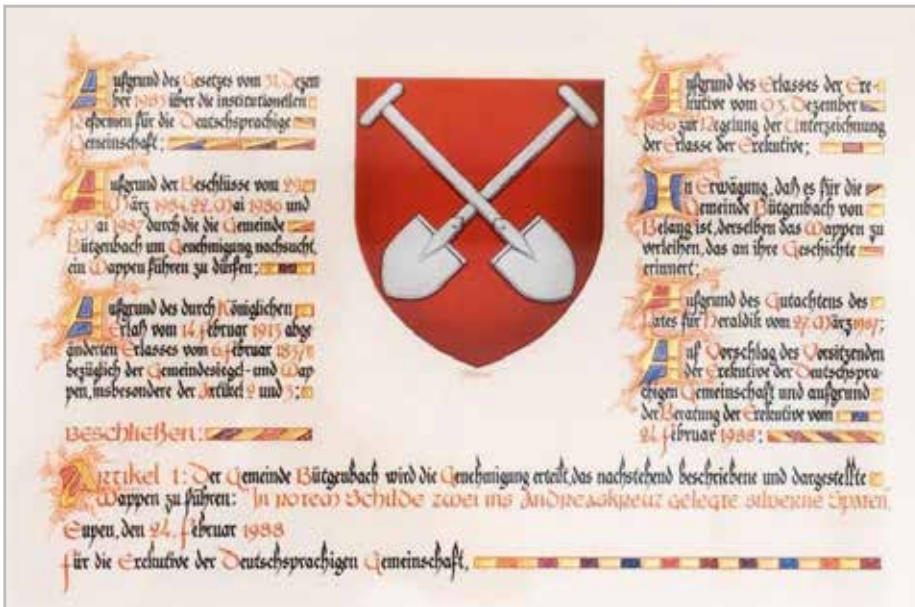 Aufgrund des Gesetzes vom 31. Dezem
ber 1983 über die institutionellen
Reformen für die Deutschsprachige
Gemeinschaft;
Aufgrund der Beschlüsse vom 29.
März 1984, 22. Mai 1986 und
Mai 1987 durch die die Gemeinde
Bütgenbach um Genehmigung nachsucht,
ein Wappen führen zu dürfen;
Aufgrund des durch Königlichen
Erlaß vom 14. Februar 1913 abge
änderten Erlasses vom 6. Februar
bezüglich der Gemeindesiegel- und Wap
pen, insbesondere der Artikel 2 und 3;
Beschließen:
Aufgrund des Erlasses der Exe-
kutive vom 03. Dezember
1986 zur Regelung der Unterzeichnung
der Erlasse der Exekutive;
In Erwägung, daß es für die
Gemeinde Bütgenbach von
Belang ist, derselben das Wappen zu
verleihen, das an ihre Geschichte
erinnert;
Aufgrund des Gutachtens des
Rates für Heraldik vom 27. März 1987;
Auf Vorschlag des Vorsitzenden
der Exekutive der Deutschspra-
chigen Gemeinschaft und aufgrund
der Beratung der Exekutive vom
24. Februar 1988;
Artikel 1: Der Gemeinde Bütgenbach wird die Genehmigung erteilt, das nachstehend beschriebene und dargestellte
Wappen zu führen: In rotem Schilde zwei ins Andreaskreuz gelegte silberne Spaten.
Eupen, den 24. Februar 1988
für die Exekutive der Deutschsprachigen Gemeinschaft,